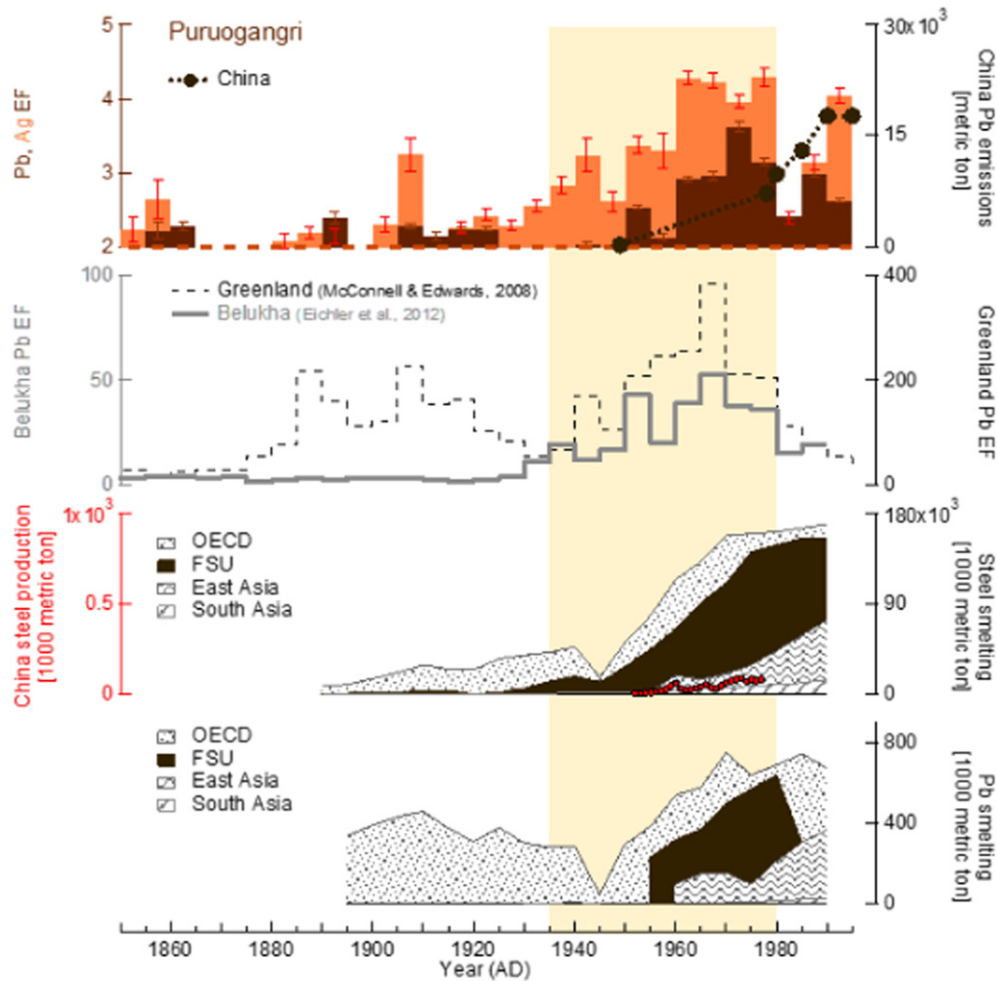 Puruogangri
China
Pb, Ag EF
5
4
3
2
30x 10³
15
0
China Pb emissions
[metric ton]
Greenland (McConnell & Edwards, 2008)
Belukha (Eichler et al., 2012)
Belukha Pb EF
100
50
0
400
200
0
Greenland Pb EF
China steel production
[1000 metric ton]
1x 10³
0.5
0
OECD
FSU
East Asia
South Asia
180x10³
90
0
Steel smelting
[1000 metric ton]
OECD
FSU
East Asia
South Asia
800
400
0
Pb smelting
[1000 metric ton]
1860 1880 1900 1920 1940 1960 1980
Year (AD)